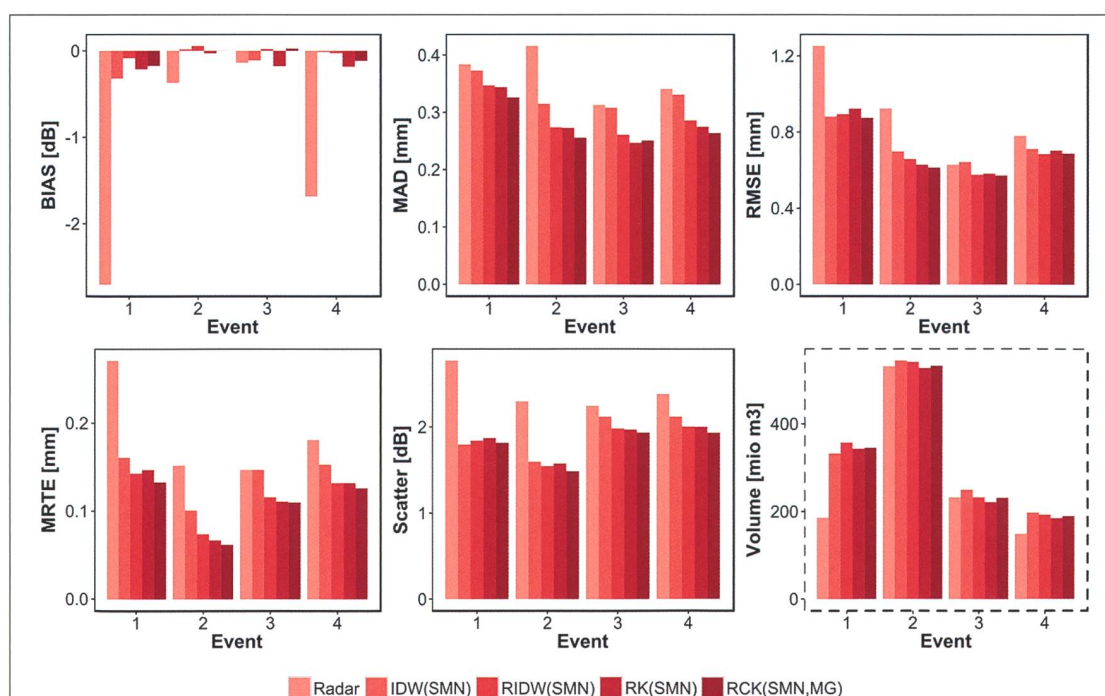 BIAS [dB]
0
-1
-2
1 2 3 4
Event
MAD [mm]
0.4
0.3
0.2
0.1
0.0
1 2 3 4
Event
RMSE [mm]
1.2
0.8
0.4
0.0
1 2 3 4
Event
MRTE [mm]
0.2
0.1
0.0
1 2 3 4
Event
Scatter [dB]
2
1
0
1 2 3 4
Event
Volume [mio m3]
400
200
0
1 2 3 4
Event
Radar IDW(SMN) RIDW(SMN) RK(SMN) RCK(SMN,MG)